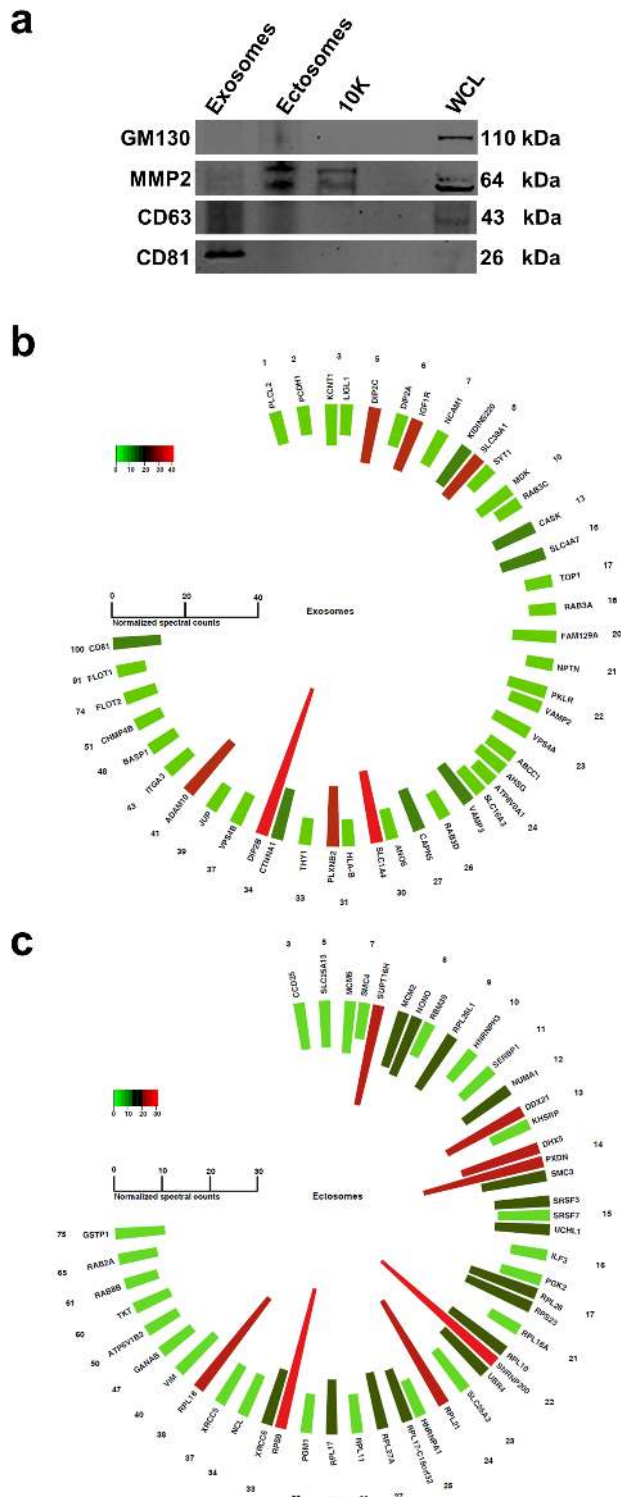 a
Exosomes
Ectosomes
10K
WCL
GM130
110 kDa
MMP2
64 kDa
CD63
43 kDa
CD81
26 kDa
b
1
2
3
5
6
7
8
10
13
16
17
18
20
21
22
23
24
26
27
30
31
33
34
37
39
41
43
48
51
74
91
100
PLCL2
PCDH1
KCNT1
LIGL1
DIP2C
DIP2A
IGF1R
NCAM1
KIDINS220
SLC38A1
SYT1
MDK
RAB3C
CASK
SLC4A7
TOP1
RAB3A
FAM129A
NPTN
PKLR
VAMP2
VPS4A
ABCC1
AHSG
ATP6V0A1
SLC16A3
VAMP3
RAB3D
CAPN5
ANO6
SLC1A4
HLA-B
PLXNB2
THY1
CTNNA1
DIP2B
VPS4B
JUP
ADAM10
ITGA3
BASP1
CHMP4B
FLOT2
FLOT1
CD81
0 10 20 30 40
0 20 40
Normalized spectral counts
Exosomes
c
3
5
7
8
9
10
11
12
13
14
15
16
17
21
22
23
24
25
33
34
37
38
40
47
50
60
61
65
75
CCD25
SLC25A13
MCM6
SMC4
SUPT16H
MCM2
NONO
RBM39
RPL26L1
HNRNPH3
SERBP1
NUMA1
DDX21
KHSRP
DHX9
PXDN
SMC3
SRSF3
SRSF7
UCHL1
ILF3
PGK2
RPL26
RPS23
RPL18A
RPL10
SNRNP200
UBR4
SLC25A3
RPL21
HNRNPA1
RPL17-C18orf32
RPL27A
RPL11
RPL17
PGM1
RPS9
XRCC6
NCL
XRCC5
RPL18
VIM
GANAB
ATP6V1B2
TKT
RAB8B
RAB2A
GSTP1
0 10 20 30
0 10 20 30
Normalized spectral counts
Ectosomes